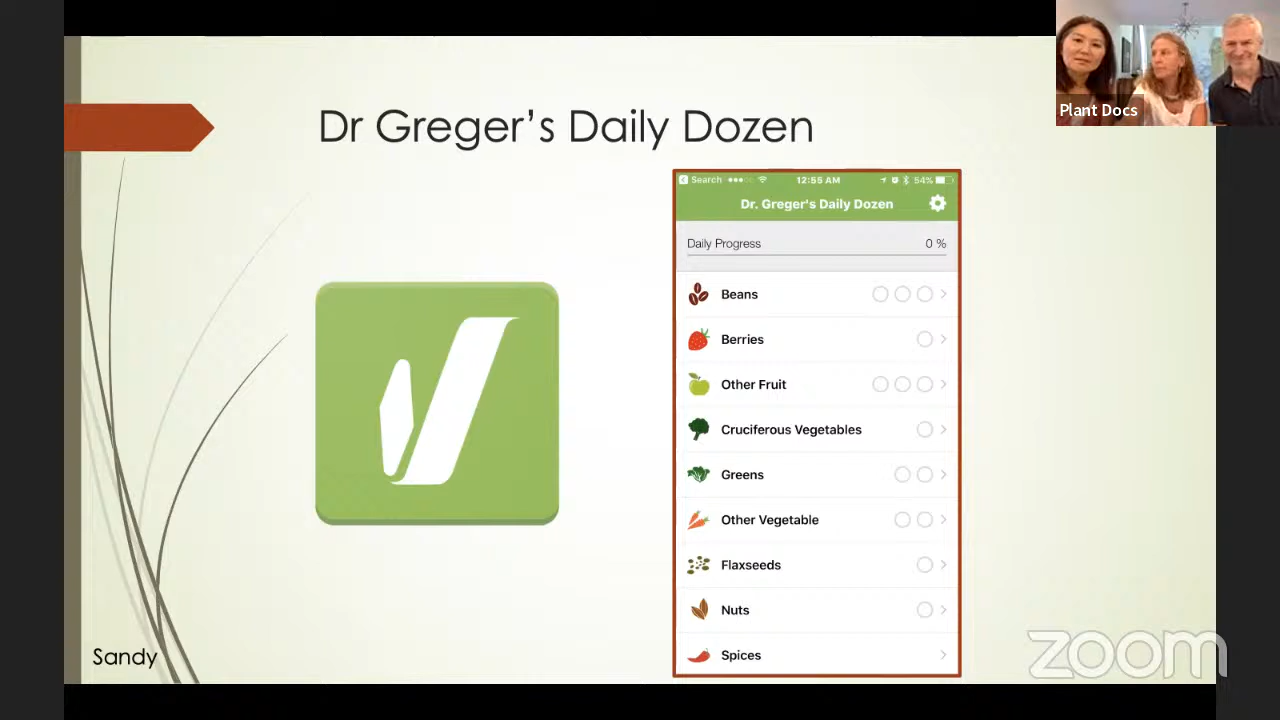 Plant Docs
Dr Greger’s Daily Dozen
Search 12:55 AM 54%
Dr. Greger's Daily Dozen
Daily Progress 0 %
Beans
Berries
Other Fruit
Cruciferous Vegetables
Greens
Other Vegetable
Flaxseeds
Nuts
Spices
Sandy
zoom